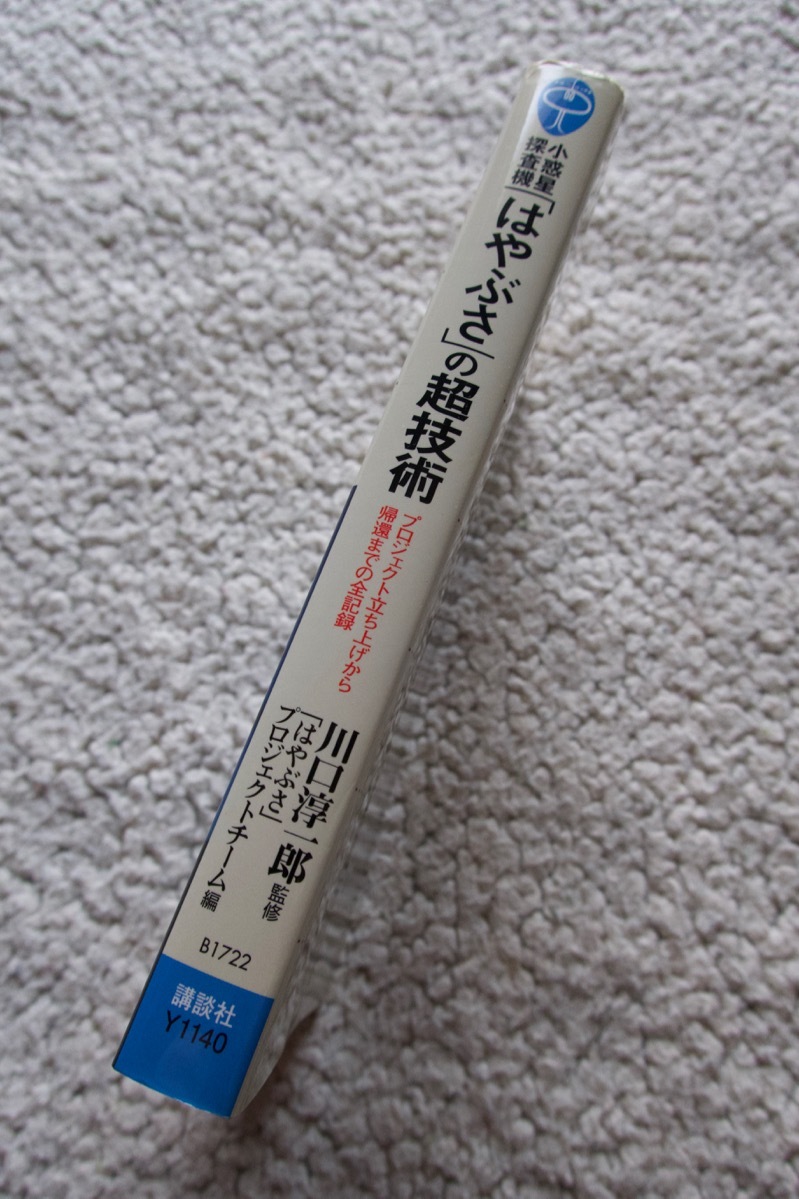 小惑星
探査機
「はやぶさ」の超技術
プロジェクト立ち上げから
帰還までの全記録
川口淳一郎 監修
「はやぶさ」
プロジェクトチーム 編
B1722
講談社
Y1140